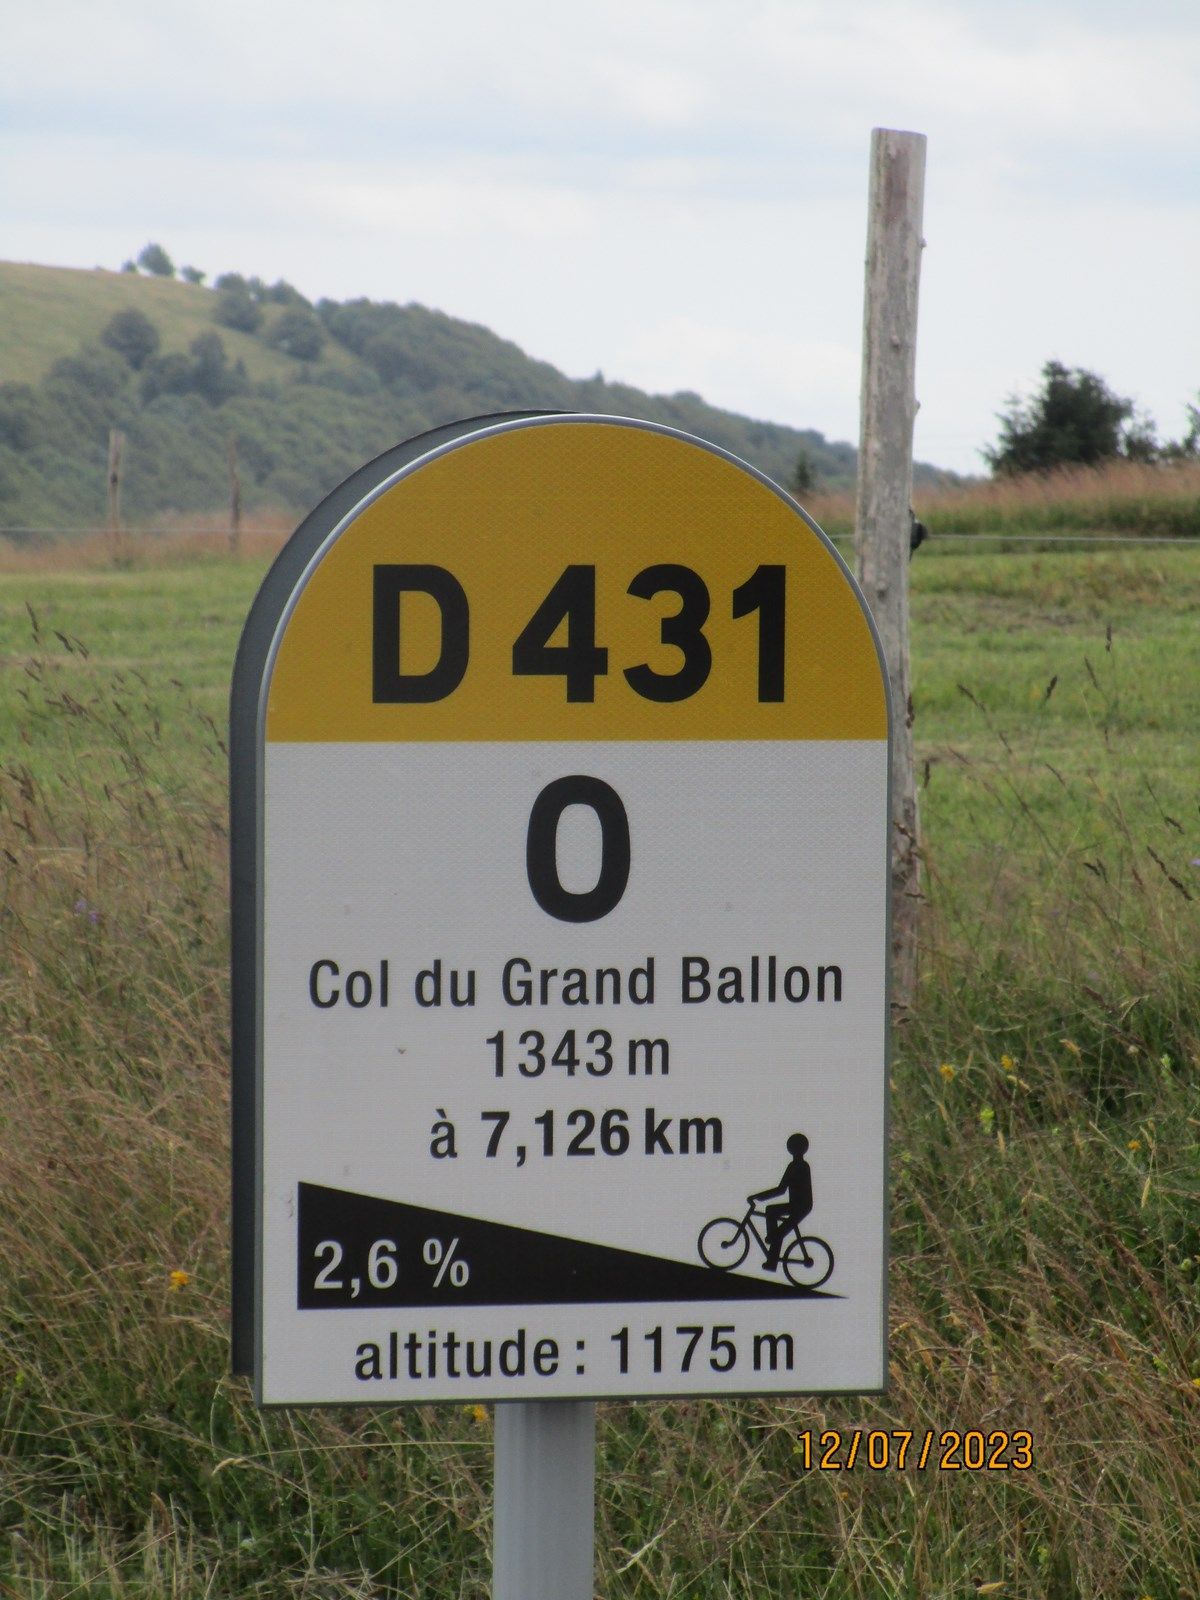 D 431
0
Col du Grand Ballon
1343 m
à 7,126 km
2,6 %
altitude : 1175 m
12/07/2023